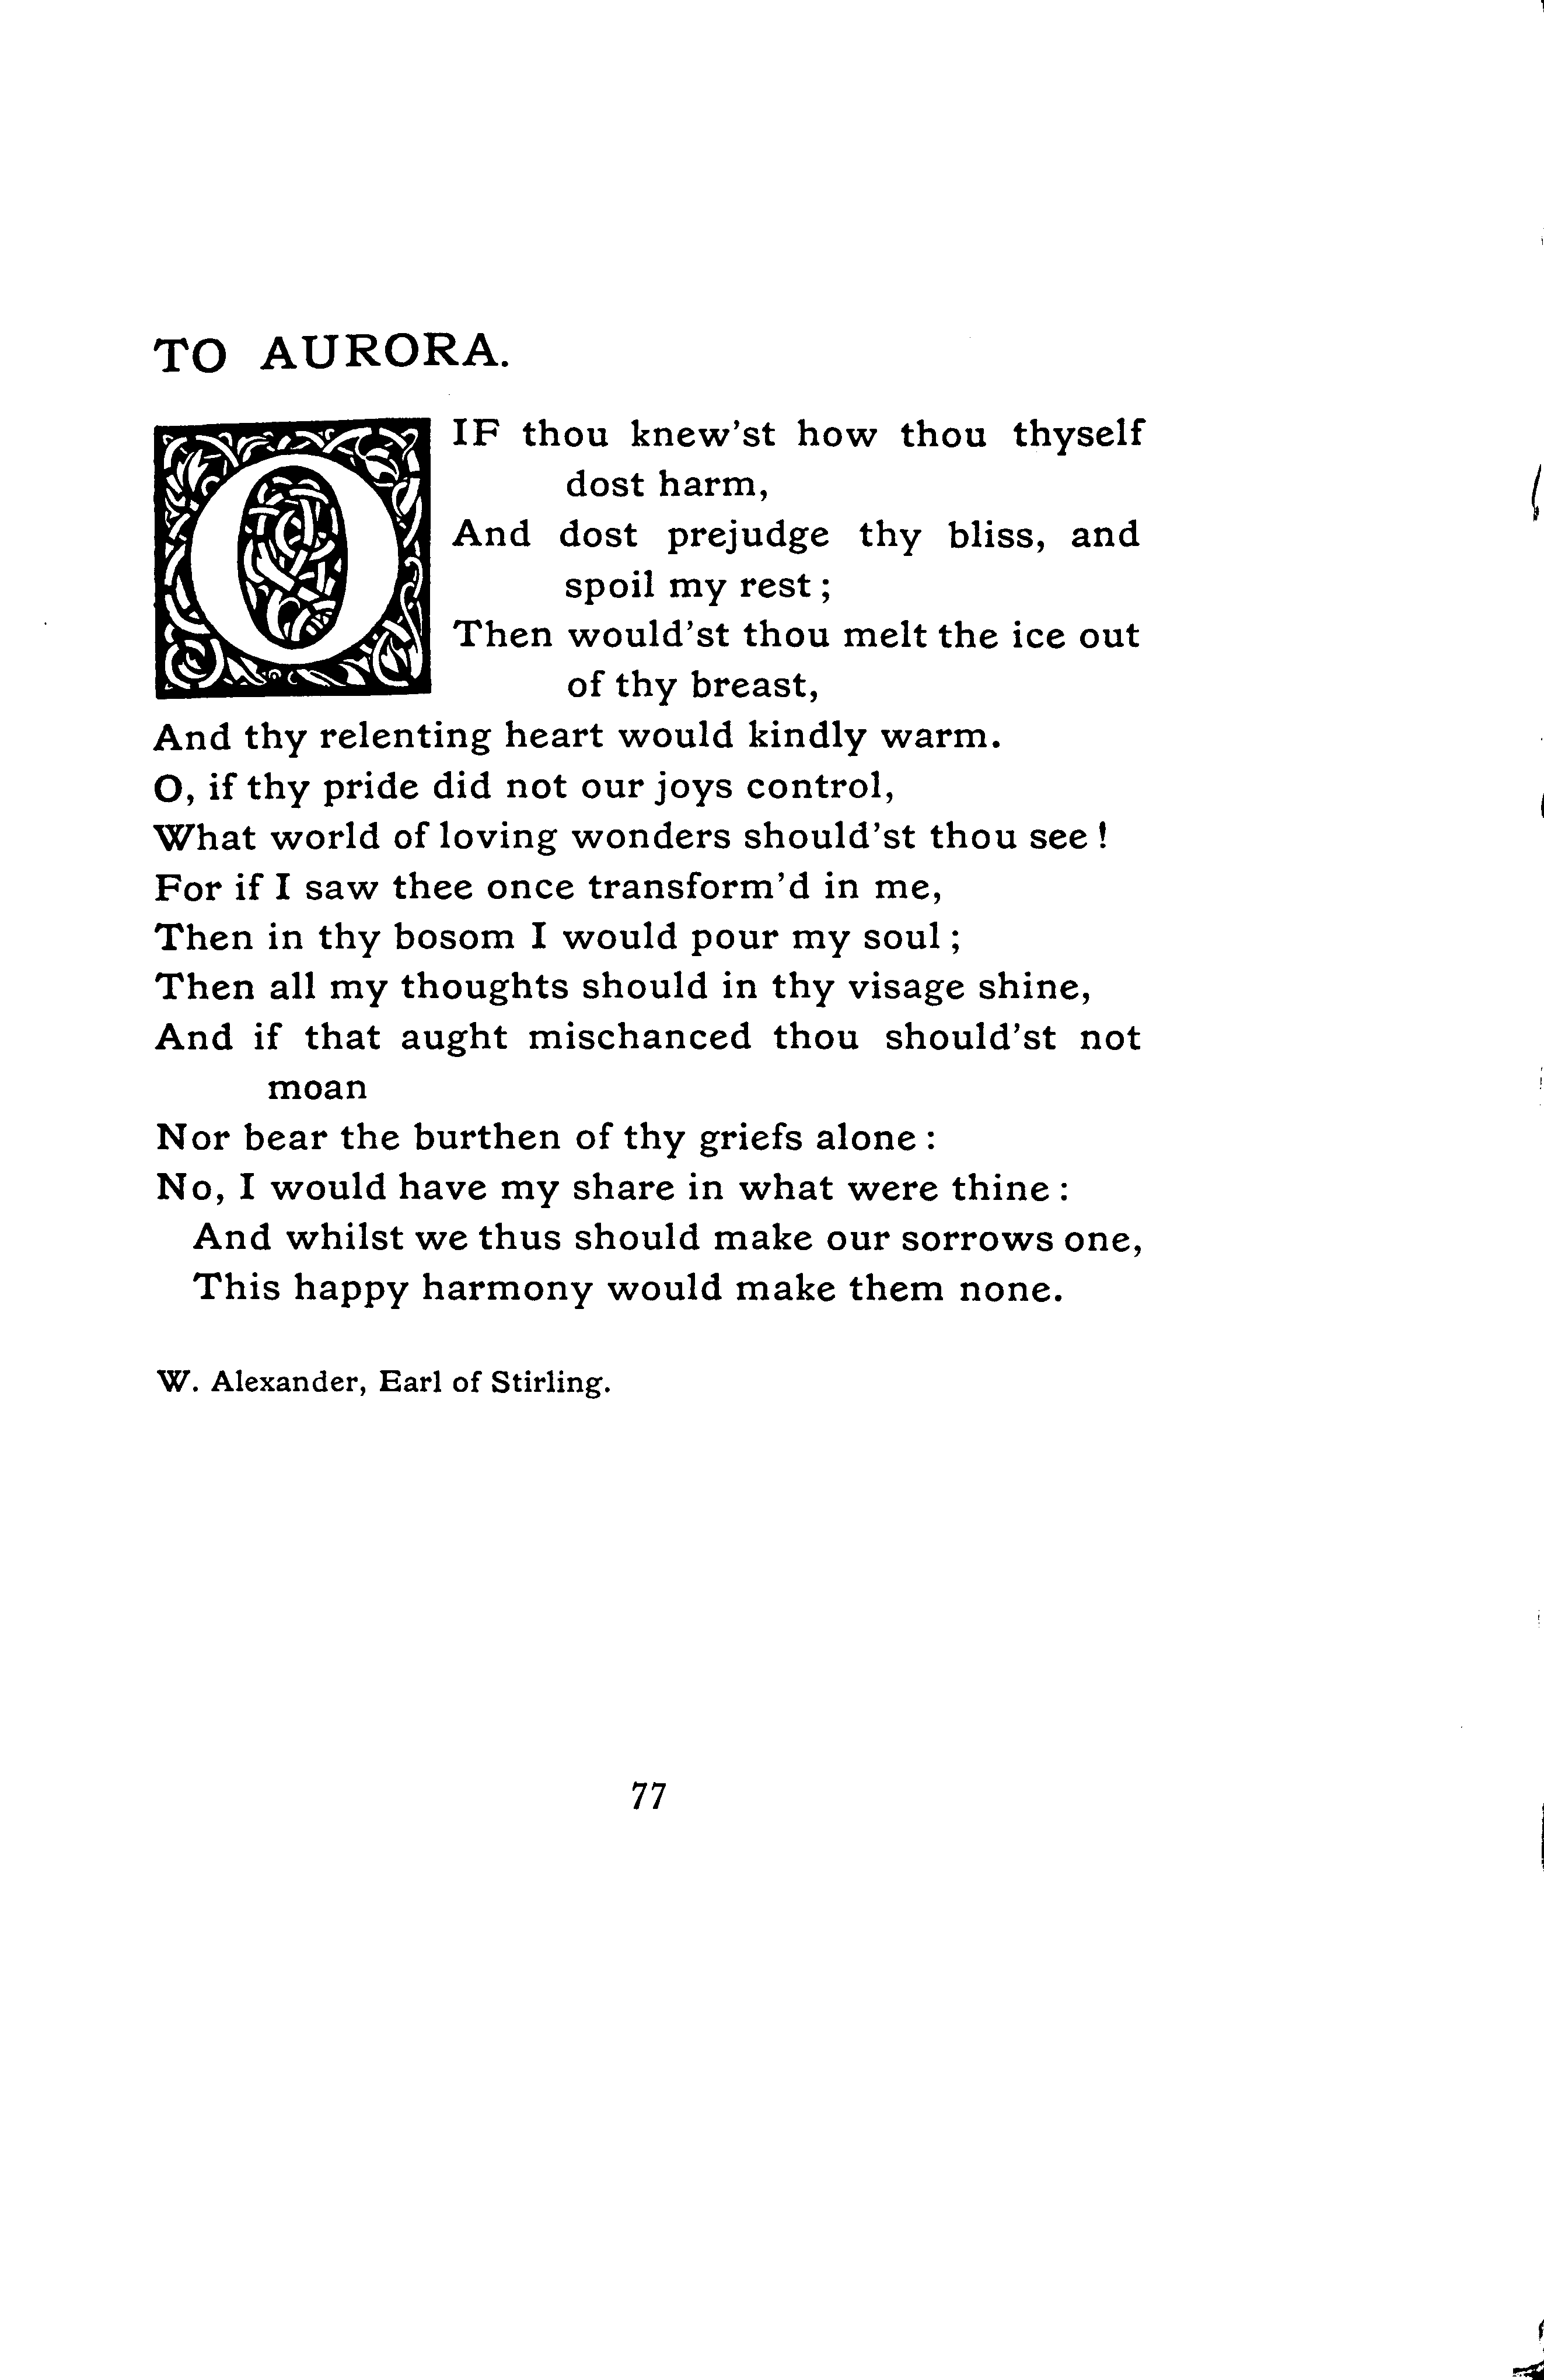 TO AURORA.
O IF thou knew'st how thou thyself
dost harm,
And dost prejudge thy bliss, and
spoil my rest ;
Then would'st thou melt the ice out
of thy breast,
And thy relenting heart would kindly warm.
O, if thy pride did not our joys control,
What world of loving wonders should'st thou see !
For if I saw thee once transform'd in me,
Then in thy bosom I would pour my soul ;
Then all my thoughts should in thy visage shine,
And if that aught mischanced thou should'st not
moan
Nor bear the burthen of thy griefs alone :
No, I would have my share in what were thine :
And whilst we thus should make our sorrows one,
This happy harmony would make them none.
W. Alexander, Earl of Stirling.
77